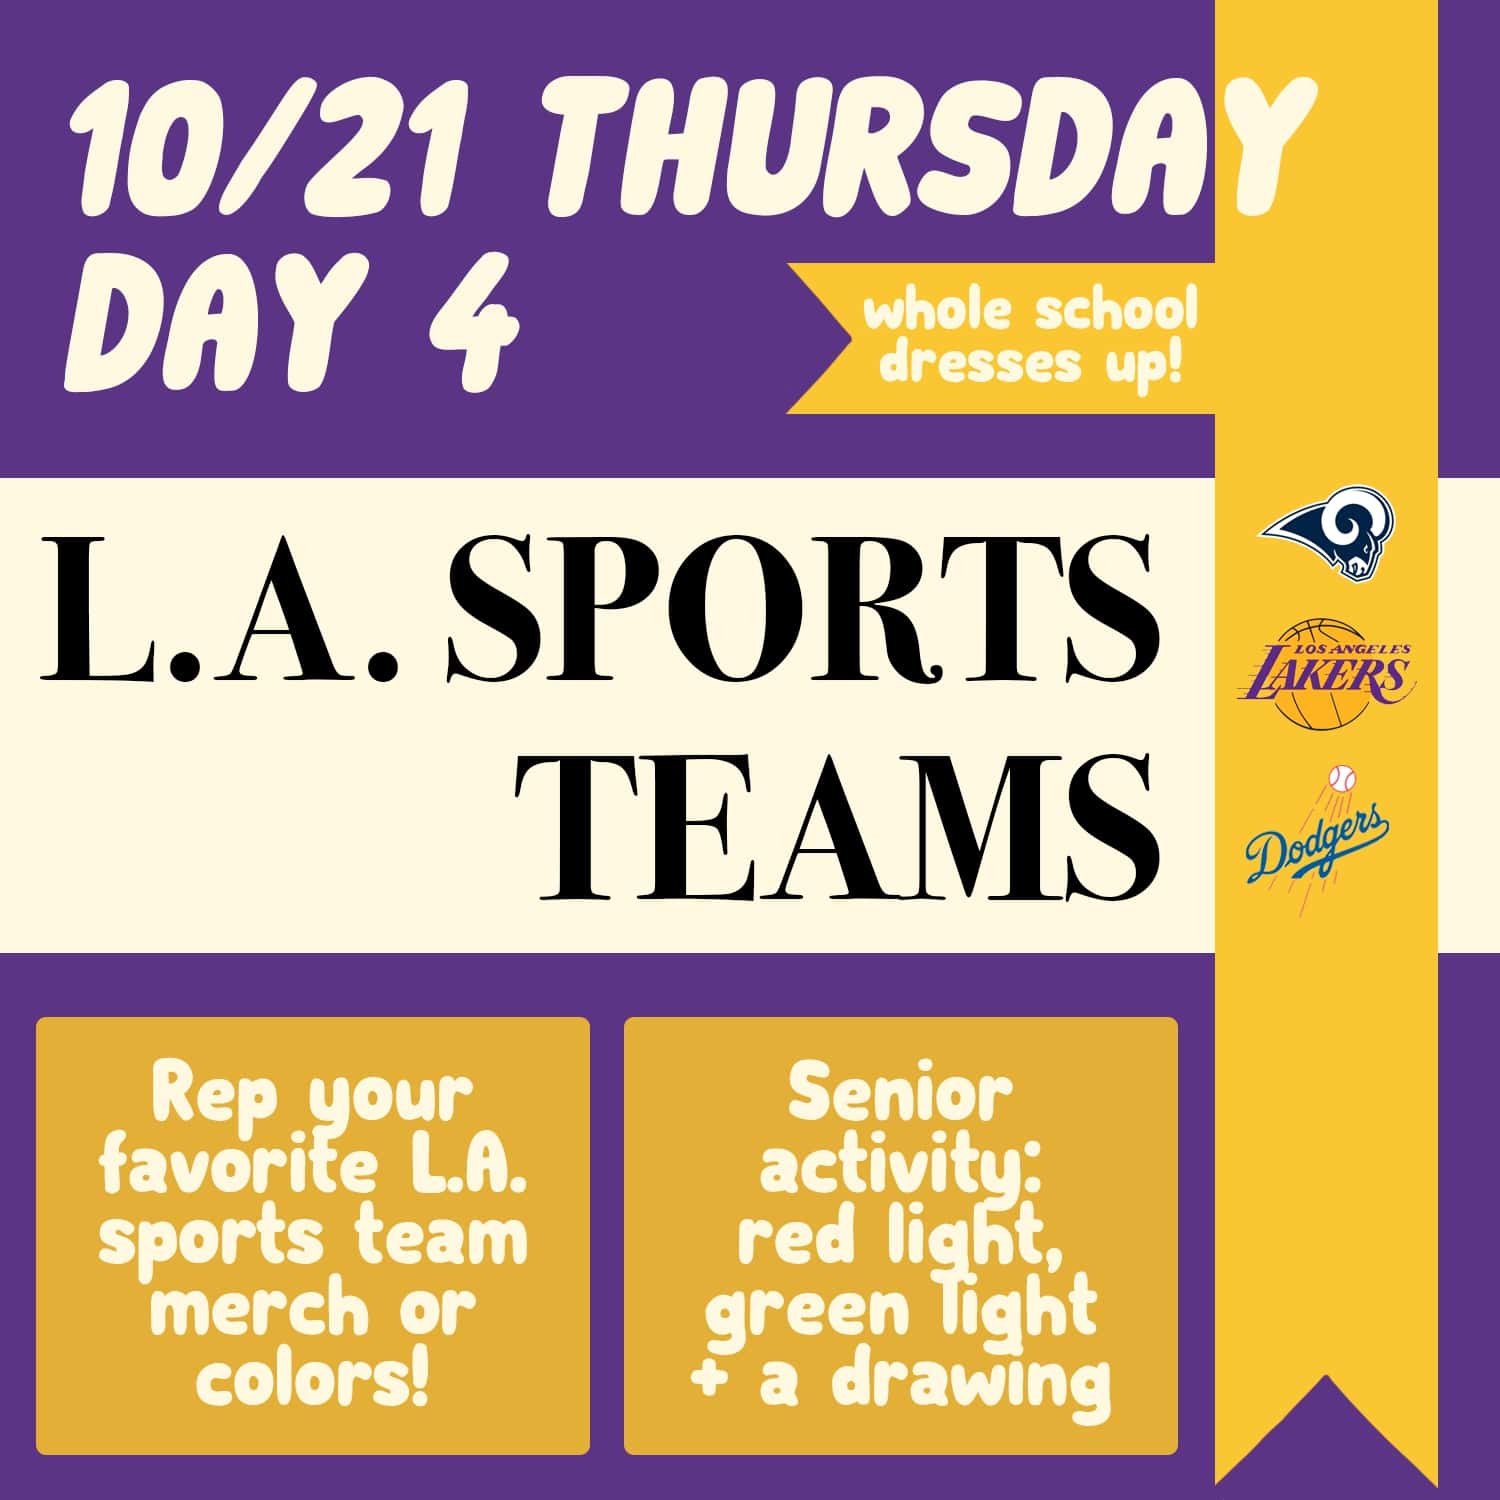 10/21 THURSDAY
DAY 4
whole school
dresses up!
L.A. SPORTS
TEAMS
LOS ANGELES
LAKERS
Dodgers
Rep your
favorite L.A.
sports team
merch or
colors!
Senior
activity:
red light,
green light
+ a drawing